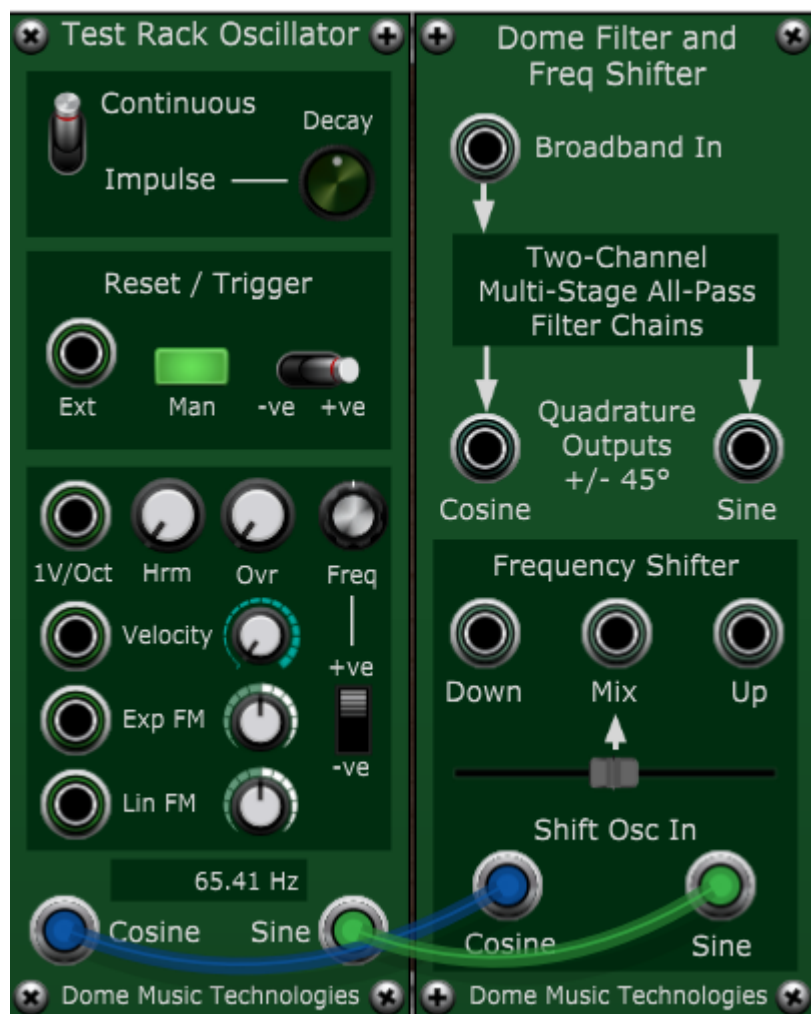 Test Rack Oscillator
Continuous
Decay
Impulse
Reset / Trigger
Ext
Man
-ve +ve
1V/Oct
Hrm
Ovr
Freq
Velocity
+ve
Exp FM
-ve
Lin FM
65.41 Hz
Cosine
Sine
Dome Music Technologies
Dome Filter and
Freq Shifter
Broadband In
Two-Channel
Multi-Stage All-Pass
Filter Chains
Quadrature
Outputs
+/- 45°
Cosine
Sine
Frequency Shifter
Down
Mix
Up
Shift Osc In
Cosine
Sine
Dome Music Technologies